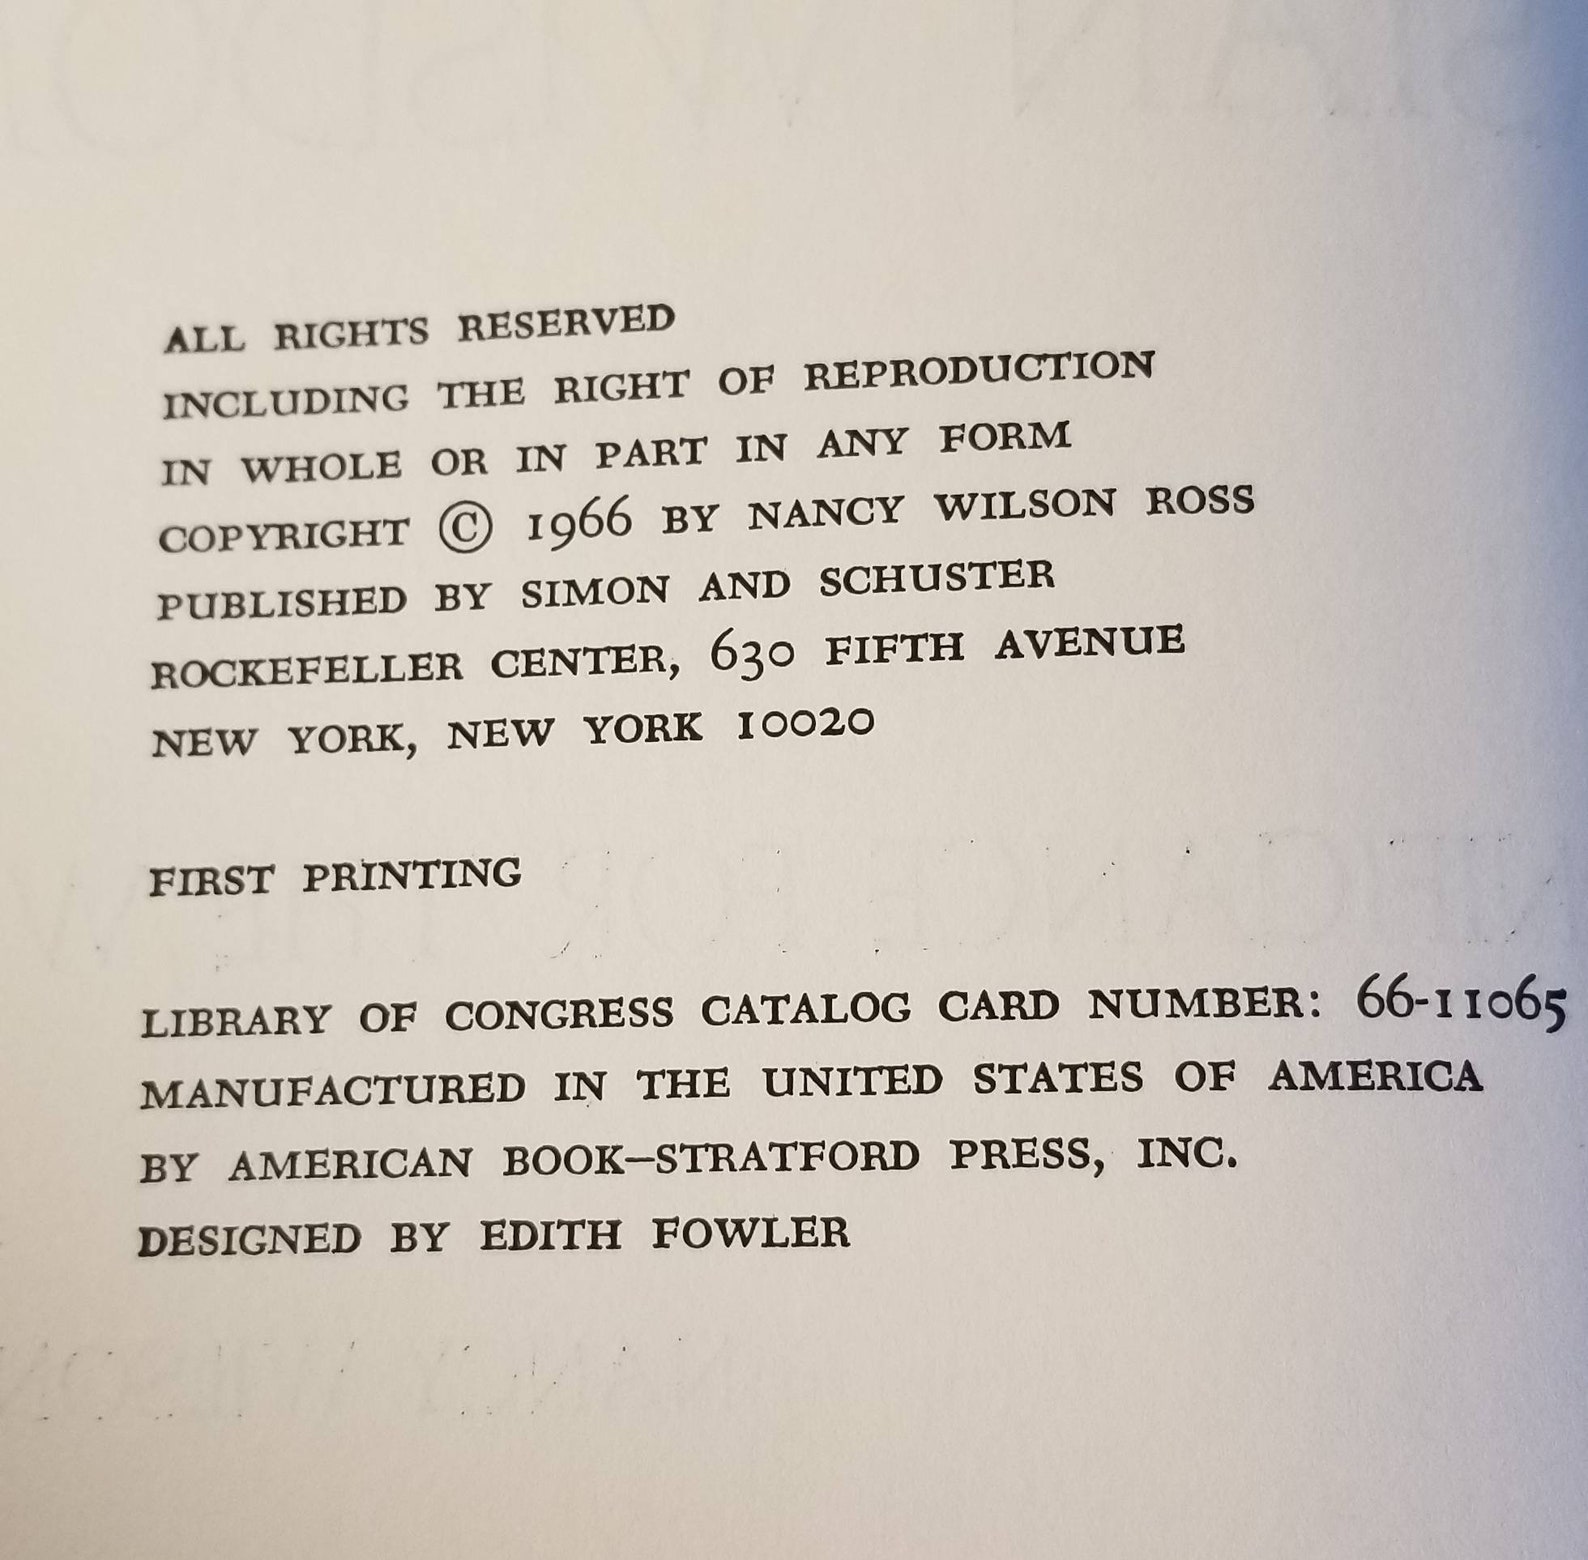 ALL RIGHTS RESERVED
INCLUDING THE RIGHT OF REPRODUCTION
IN WHOLE OR IN PART IN ANY FORM
COPYRIGHT © 1966 BY NANCY WILSON ROSS
PUBLISHED BY SIMON AND SCHUSTER
ROCKEFELLER CENTER, 630 FIFTH AVENUE
NEW YORK, NEW YORK 10020
FIRST PRINTING
LIBRARY OF CONGRESS CATALOG CARD NUMBER: 66-11065
MANUFACTURED IN THE UNITED STATES OF AMERICA
BY AMERICAN BOOK–STRATFORD PRESS, INC.
DESIGNED BY EDITH FOWLER